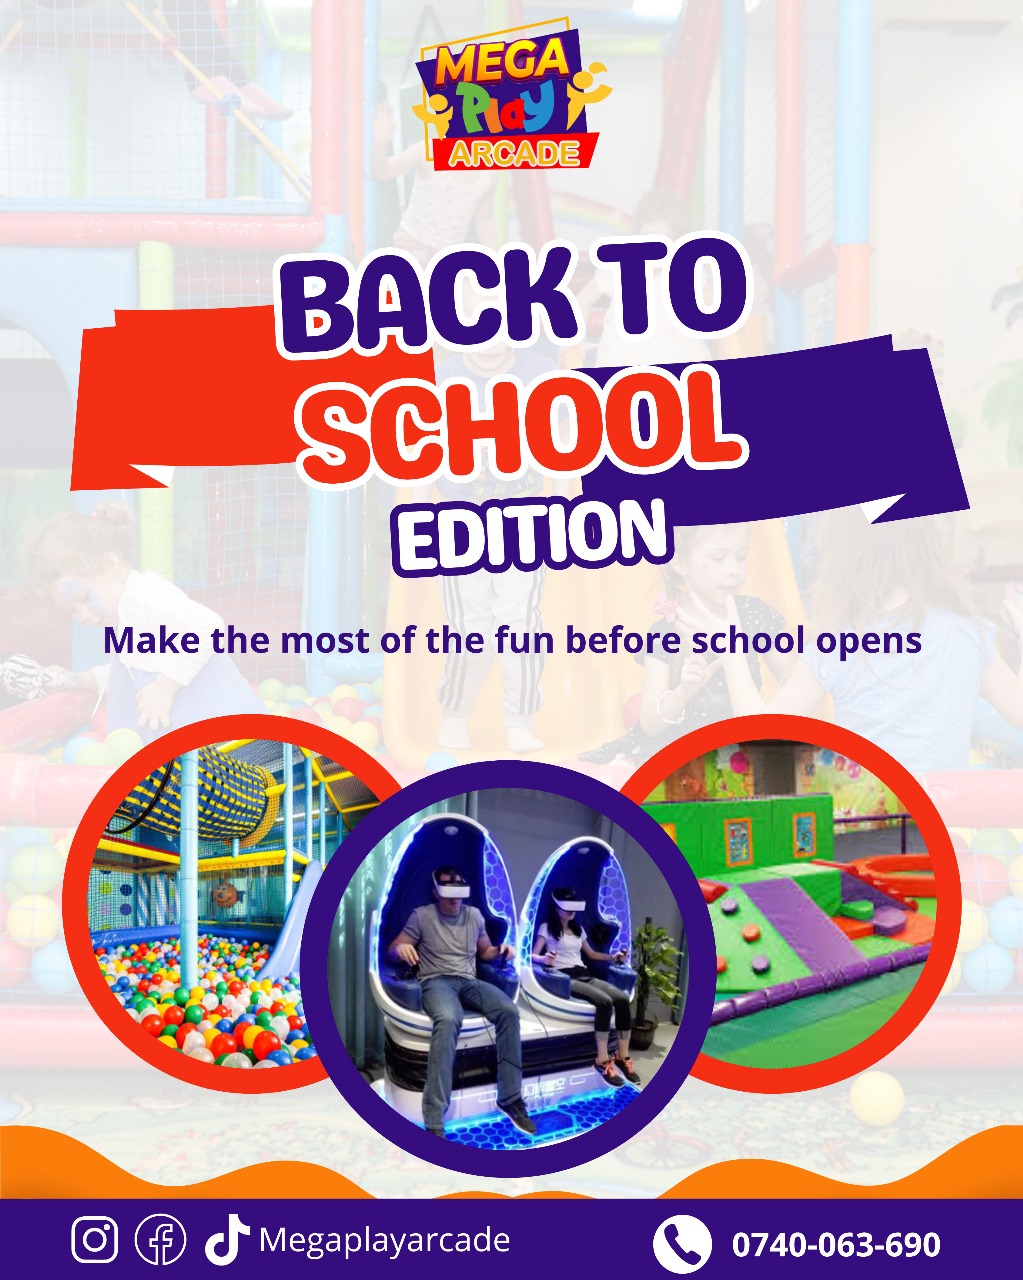 MEGA
Play
ARCADE
BACK TO
SCHOOL
EDITION
Make the most of the fun before school opens
Megaplayarcade
0740-063-690